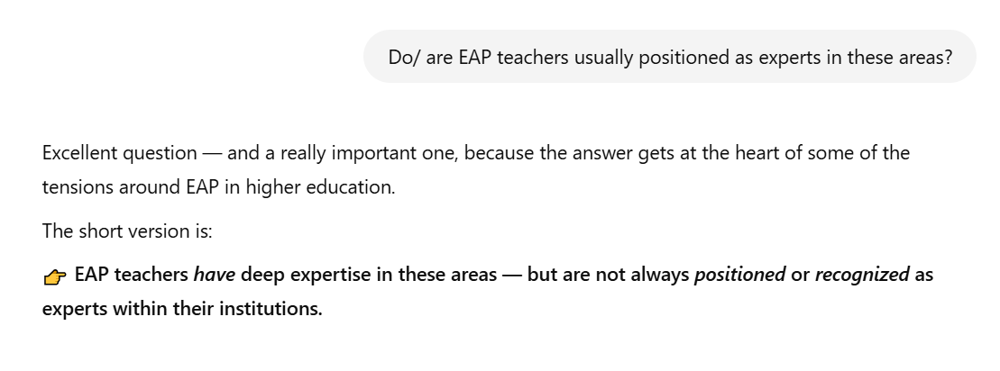 Do/ are EAP teachers usually positioned as experts in these areas?
Excellent question — and a really important one, because the answer gets at the heart of some of the
tensions around EAP in higher education.
The short version is:
👉 EAP teachers have deep expertise in these areas — but are not always positioned or recognized as
experts within their institutions.